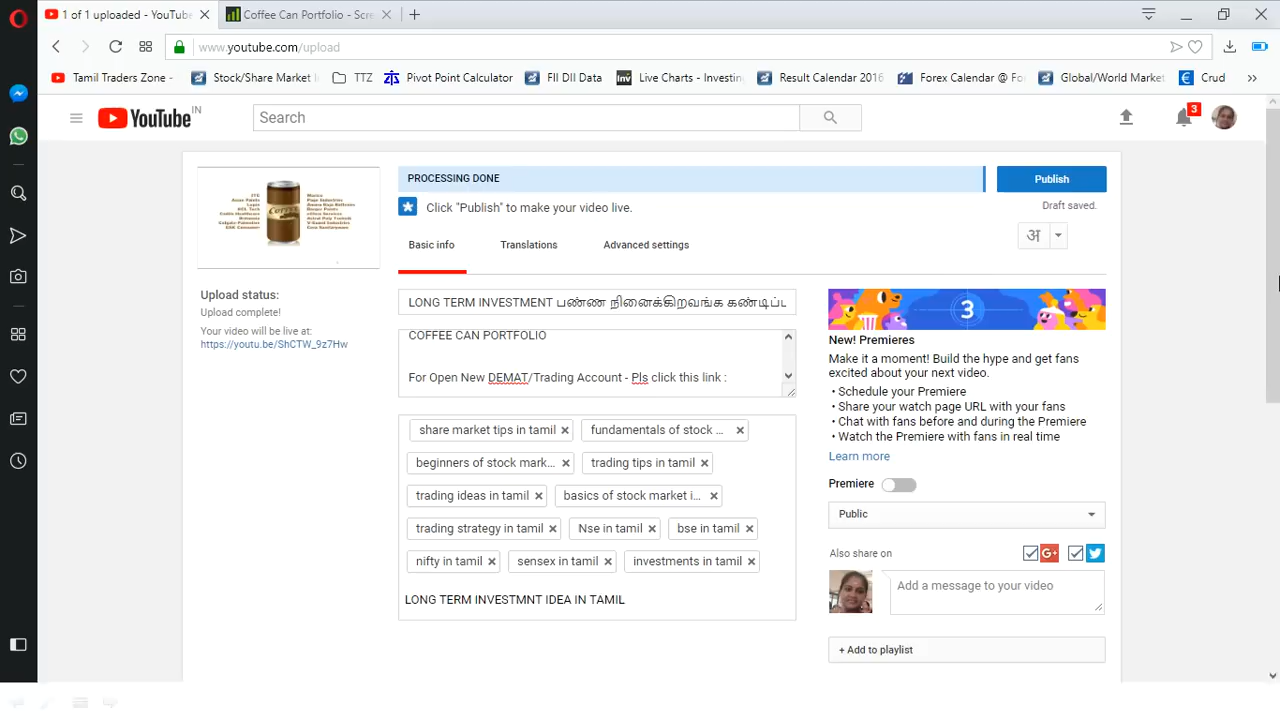 1 of 1 uploaded - YouTube
Coffee Can Portfolio - Scre
www.youtube.com/upload
Tamil Traders Zone -
Stock/Share Market
TTZ
Pivot Point Calculator
FII DII Data
Inv
Live Charts - Investing
Result Calendar 2016
Forex Calendar @ Fo
Global/World Market
Crud
»
YouTube IN
Search
3
PROCESSING DONE
Publish
Click "Publish" to make your video live.
Draft saved.
Basic info
Translations
Advanced settings
अ
Upload status:
Upload complete!
Your video will be live at:
https://youtu.be/ShCTW_9z7Hw
LONG TERM INVESTMENT பண்ண நினைக்கிறவங்க கண்டிப்ப
COFFEE CAN PORTFOLIO
For Open New DEMAT/Trading Account - Pls click this link :
share market tips in tamil ×
fundamentals of stock ... ×
beginners of stock mark... ×
trading tips in tamil ×
trading ideas in tamil ×
basics of stock market i... ×
trading strategy in tamil ×
Nse in tamil ×
bse in tamil ×
nifty in tamil ×
sensex in tamil ×
investments in tamil ×
LONG TERM INVESTMNT IDEA IN TAMIL
3
New! Premieres
Make it a moment! Build the hype and get fans
excited about your next video.
• Schedule your Premiere
• Share your watch page URL with your fans
• Chat with fans before and during the Premiere
• Watch the Premiere with fans in real time
Learn more
Premiere
Public
Also share on
G+
Add a message to your video
+ Add to playlist